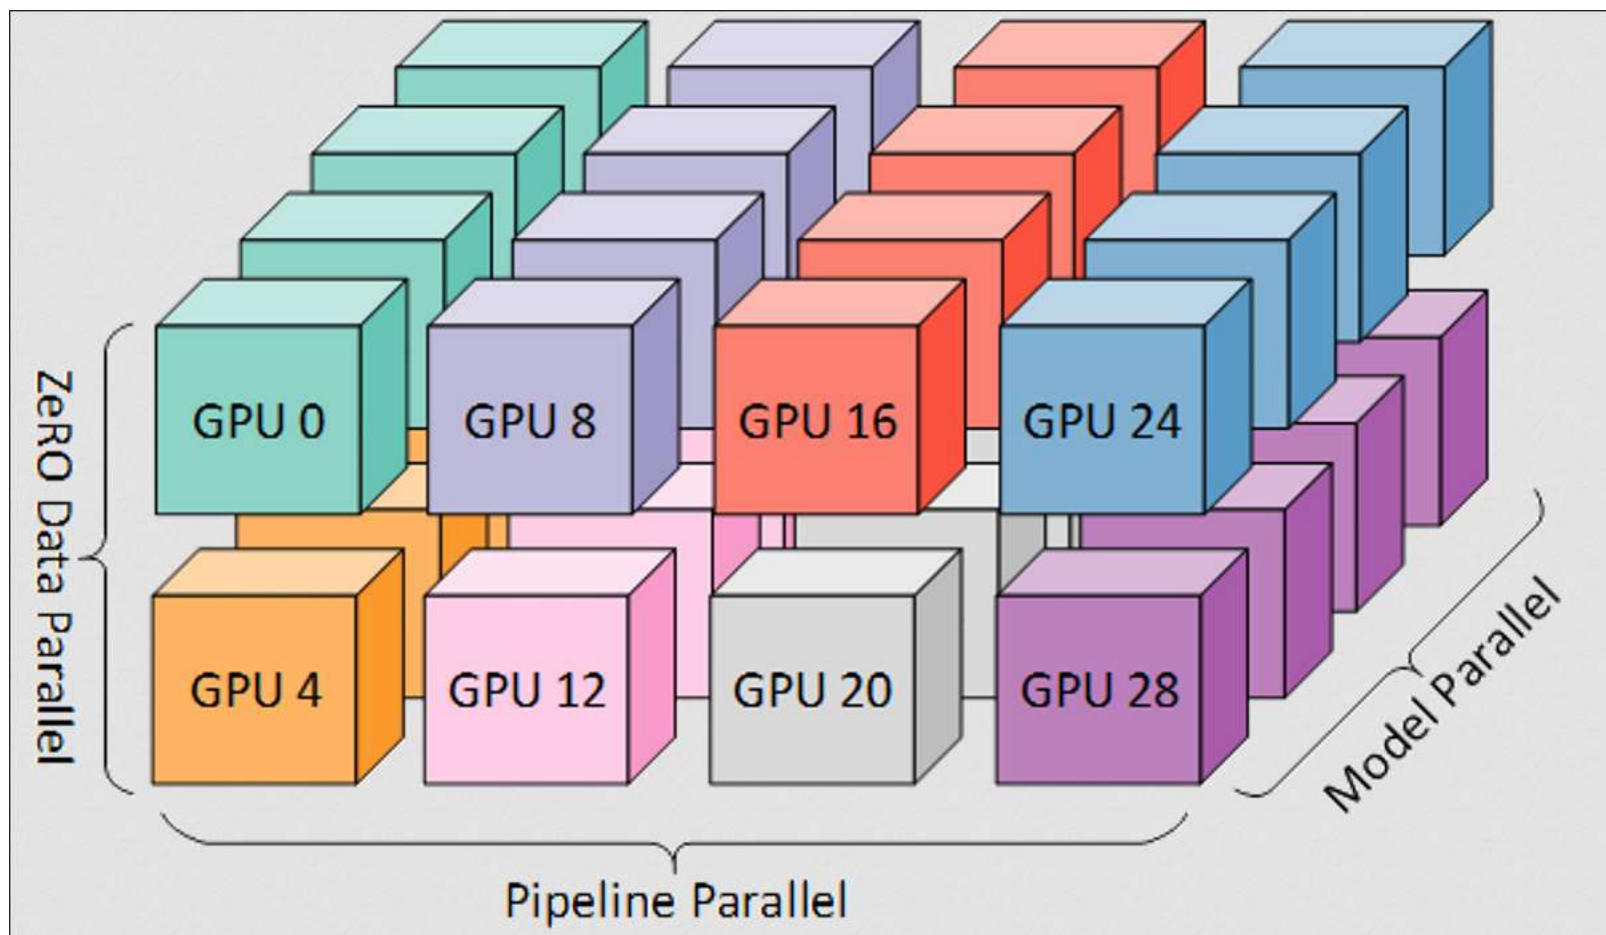 GPU 0
GPU 8
GPU 16
GPU 24
ZeRO Data Parallel
GPU 4
GPU 12
GPU 20
GPU 28
Model Parallel
Pipeline Parallel